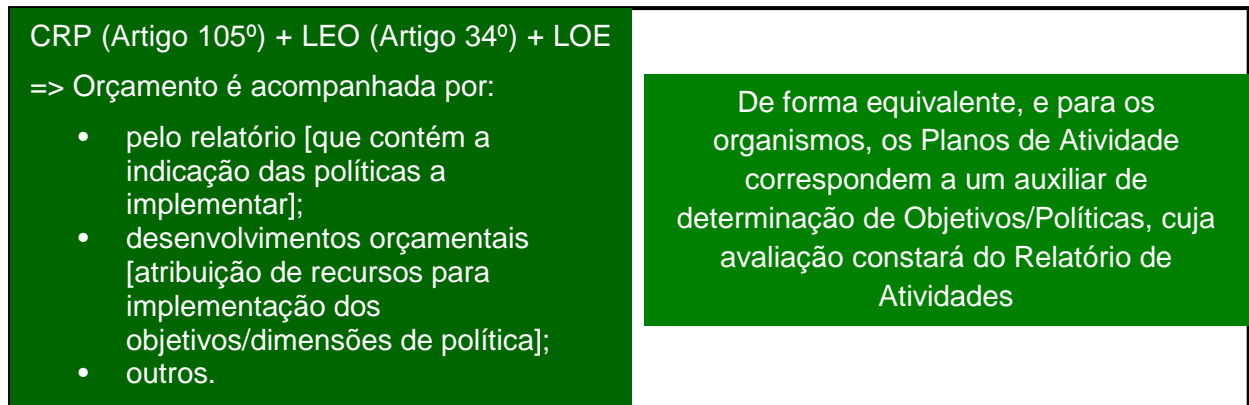 CRP (Artigo 105º) + LEO (Artigo 34º) + LOE
=> Orçamento é acompanhada por:
• pelo relatório [que contém a
indicação das políticas a
implementar];
• desenvolvimentos orçamentais
[atribuição de recursos para
implementação dos
objetivos/dimensões de política];
• outros.
De forma equivalente, e para os
organismos, os Planos de Atividade
correspondem a um auxiliar de
determinação de Objetivos/Políticas, cuja
avaliação constará do Relatório de
Atividades